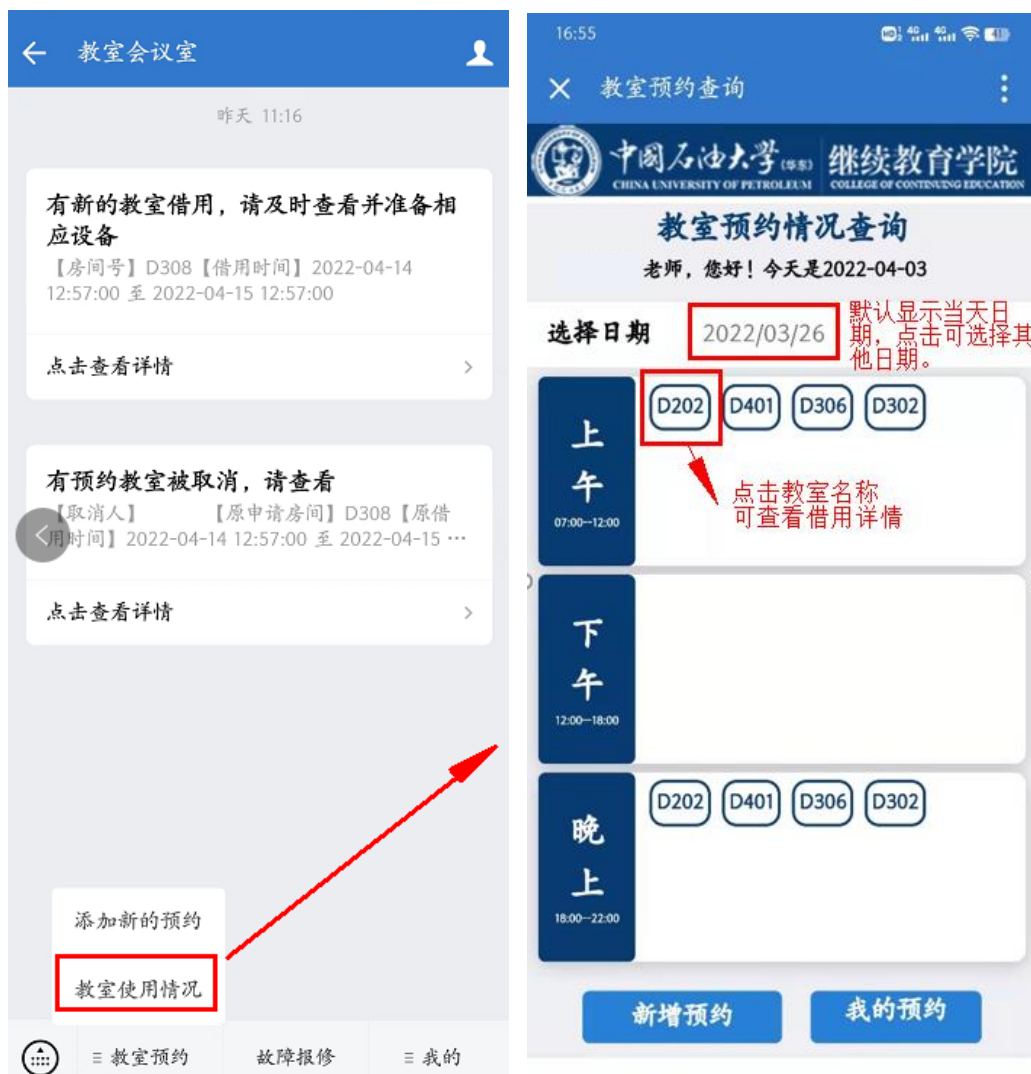 教室会议室
昨天 11:16
有新的教室借用，请及时查看并准备相
应设备
【房间号】D308【借用时间】2022-04-14
12:57:00 至 2022-04-15 12:57:00
点击查看详情
有预约教室被取消，请查看
【取消人】 【原申请房间】D308【原借
用时间】2022-04-14 12:57:00 至 2022-04-15 …
点击查看详情
添加新的预约
教室使用情况
教室预约
故障报修
我的
16:55
教室预约查询
中国石油大学(华东)
CHINA UNIVERSITY OF PETROLEUM
继续教育学院
COLLEGE OF CONTINUING EDUCATION
教室预约情况查询
老师，您好！今天是2022-04-03
选择日期
2022/03/26
默认显示当天日
期，点击可选择其
他日期。
上午
07:00—12:00
D202 D401 D306 D302
点击教室名称
可查看借用详情
下午
12:00—18:00
晚上
18:00—22:00
D202 D401 D306 D302
新增预约
我的预约